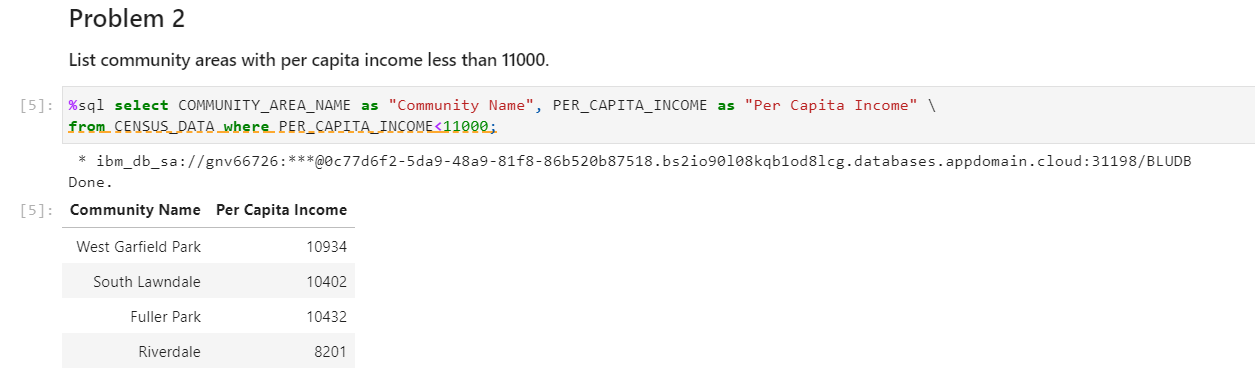 Problem 2
List community areas with per capita income less than 11000.
[5]: %sql select COMMUNITY_AREA_NAME as "Community Name", PER_CAPITA_INCOME as "Per Capita Income" \
from CENSUS_DATA where PER_CAPITA_INCOME<11000;
* ibm_db_sa://gnv66726:***@0c77d6f2-5da9-48a9-81f8-86b520b87518.bs2io90l08kqb1od8lcg.databases.appdomain.cloud:31198/BLUDB
Done.
[5]: Community Name Per Capita Income
West Garfield Park 10934
South Lawndale 10402
Fuller Park 10432
Riverdale 8201